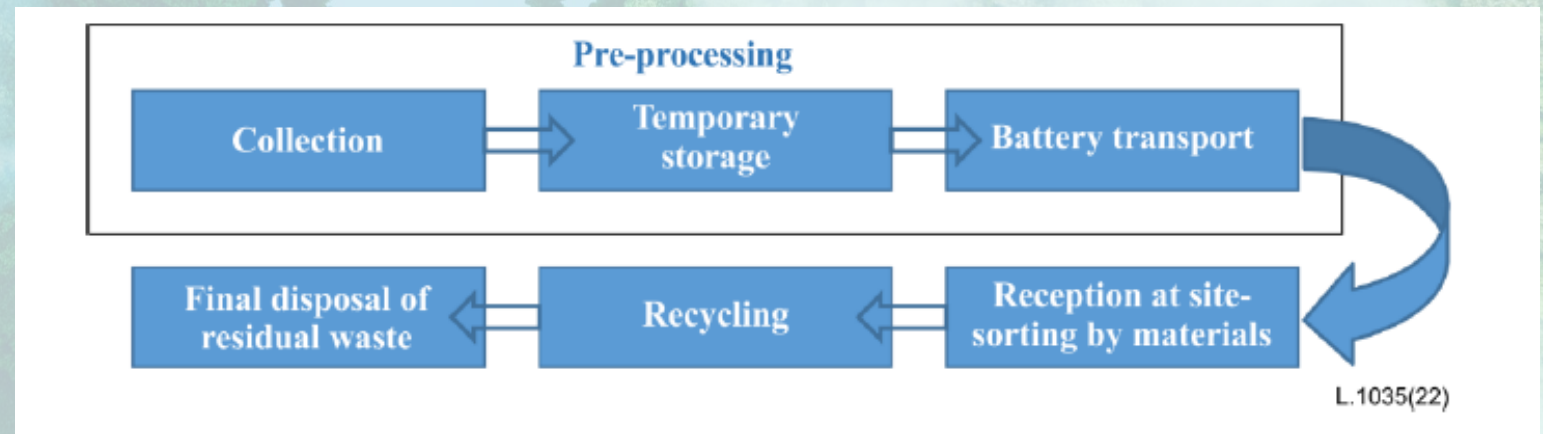 Pre-processing
Collection
Temporary
storage
Battery transport
Reception at site-
sorting by materials
Recycling
Final disposal of
residual waste
L.1035(22)